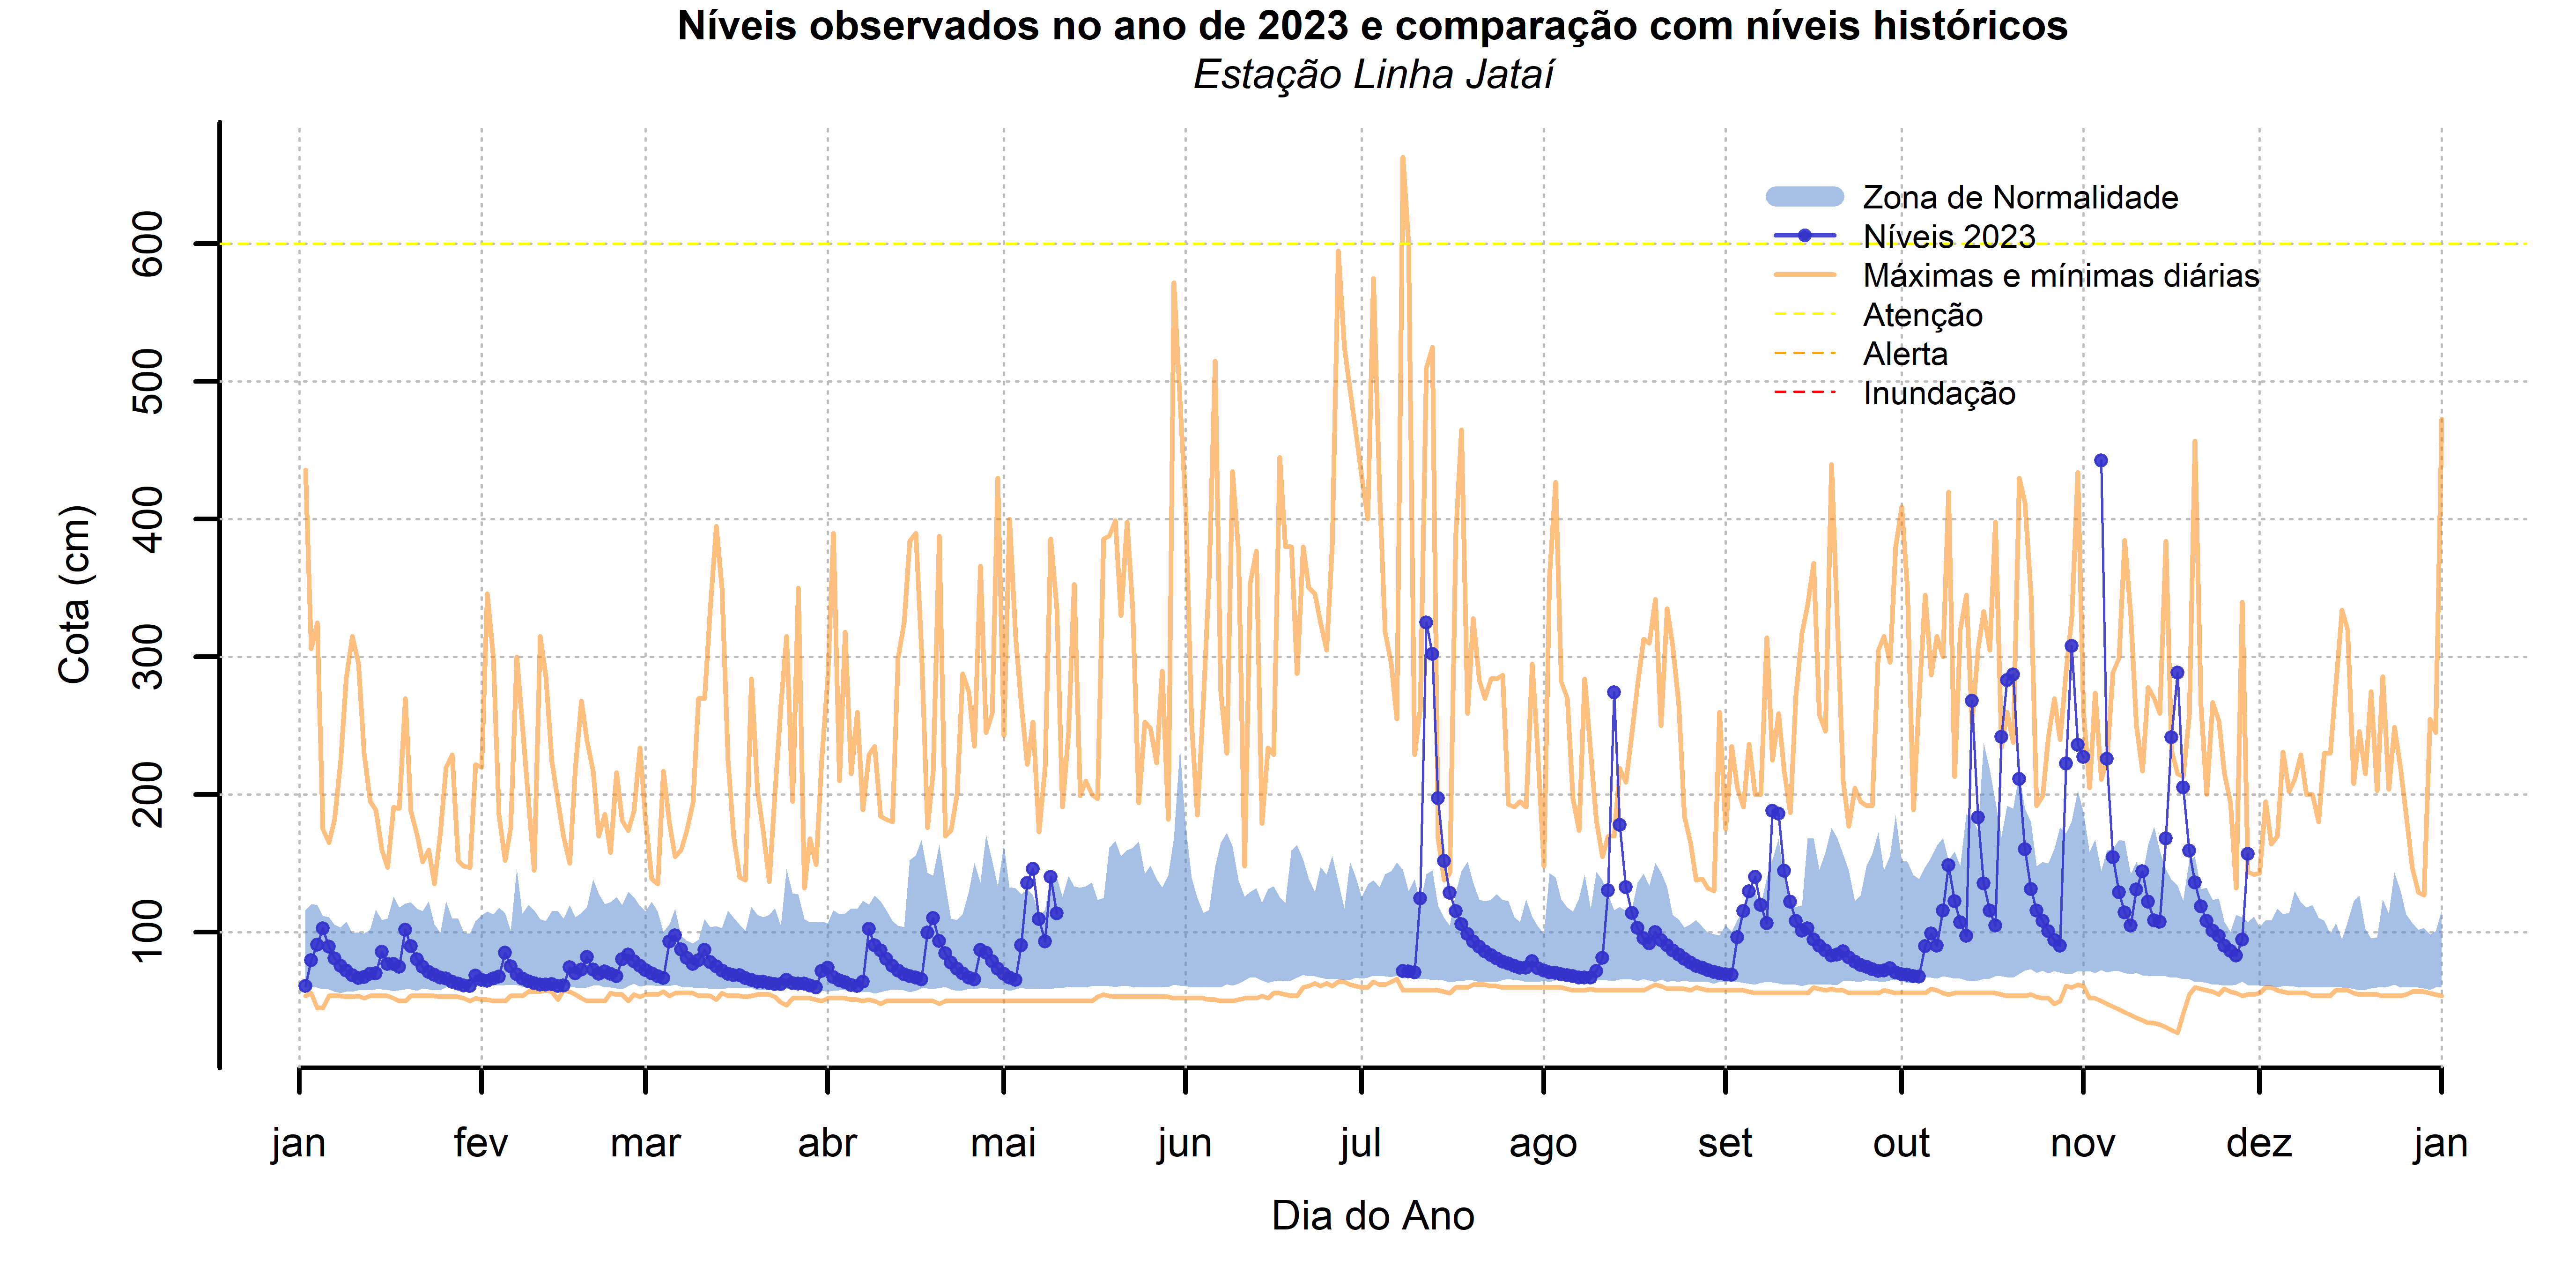 Níveis observados no ano de 2023 e comparação com níveis históricos
Estação Linha Jataí
Zona de Normalidade
Níveis 2023
Máximas e mínimas diárias
Atenção
Alerta
Inundação
Cota (cm)
600
500
400
300
200
100
jan fev mar abr mai jun jul ago set out nov dez jan
Dia do Ano